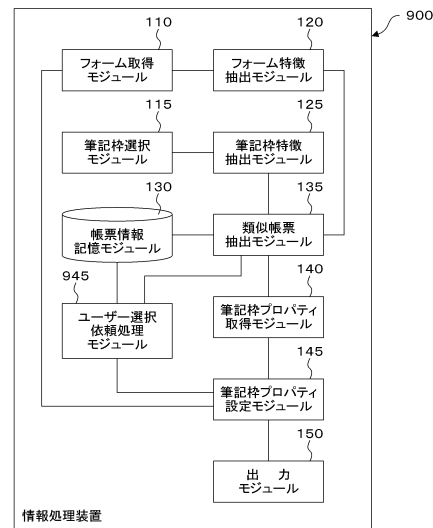 900
110
フォーム取得
モジュール
120
フォーム特徴
抽出モジュール
115
筆記枠選択
モジュール
125
筆記枠特徴
抽出モジュール
130
帳票情報
記憶モジュール
135
類似帳票
抽出モジュール
945
ユーザー選択
依頼処理
モジュール
140
筆記枠プロパティ
取得モジュール
145
筆記枠プロパティ
設定モジュール
150
出 力
モジュール
情報処理装置